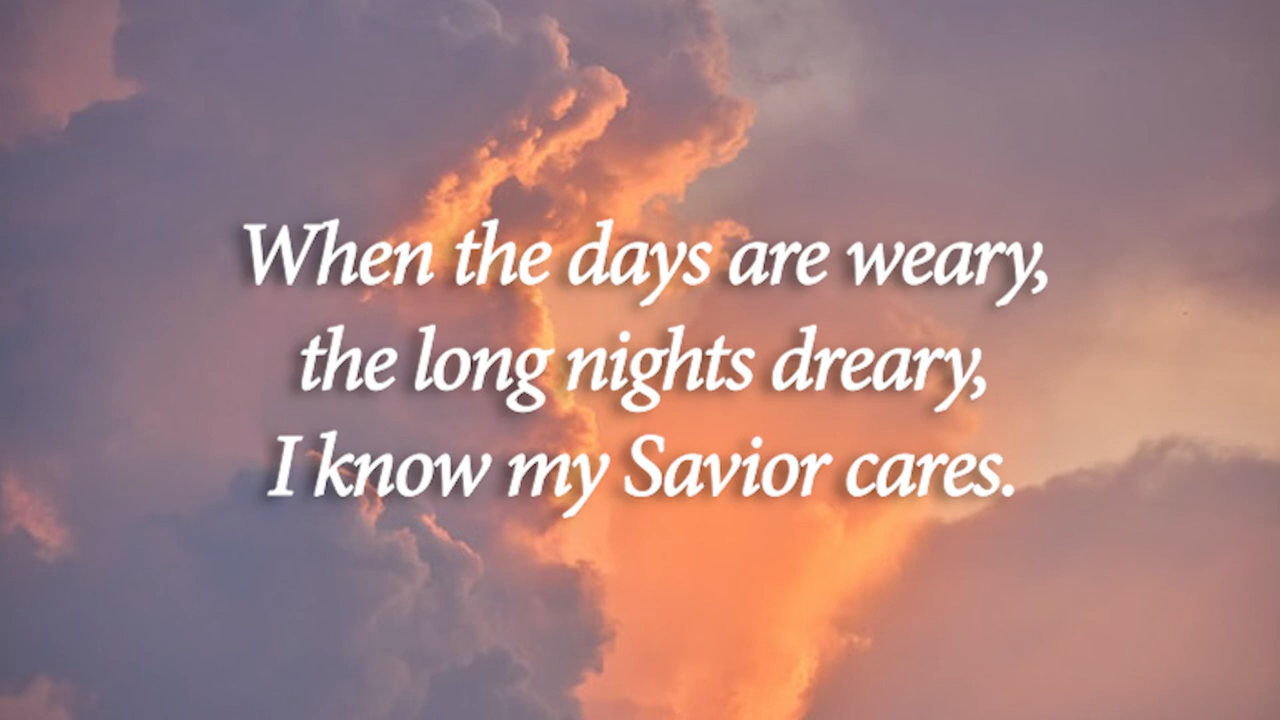 When the days are weary,
the long nights dreary,
I know my Savior cares.